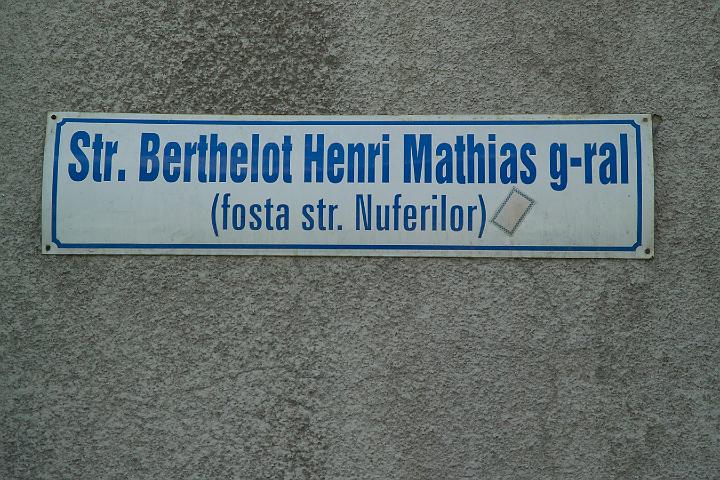 Str. Berthelot Henri Mathias g-ral
(fosta str. Nuferilor)